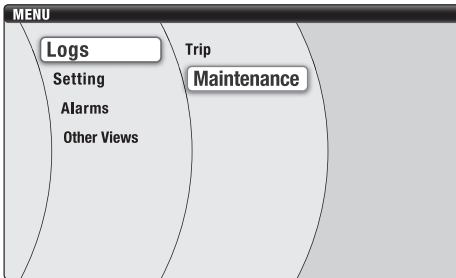 MENU
Logs
Setting
Alarms
Other Views
Trip
Maintenance